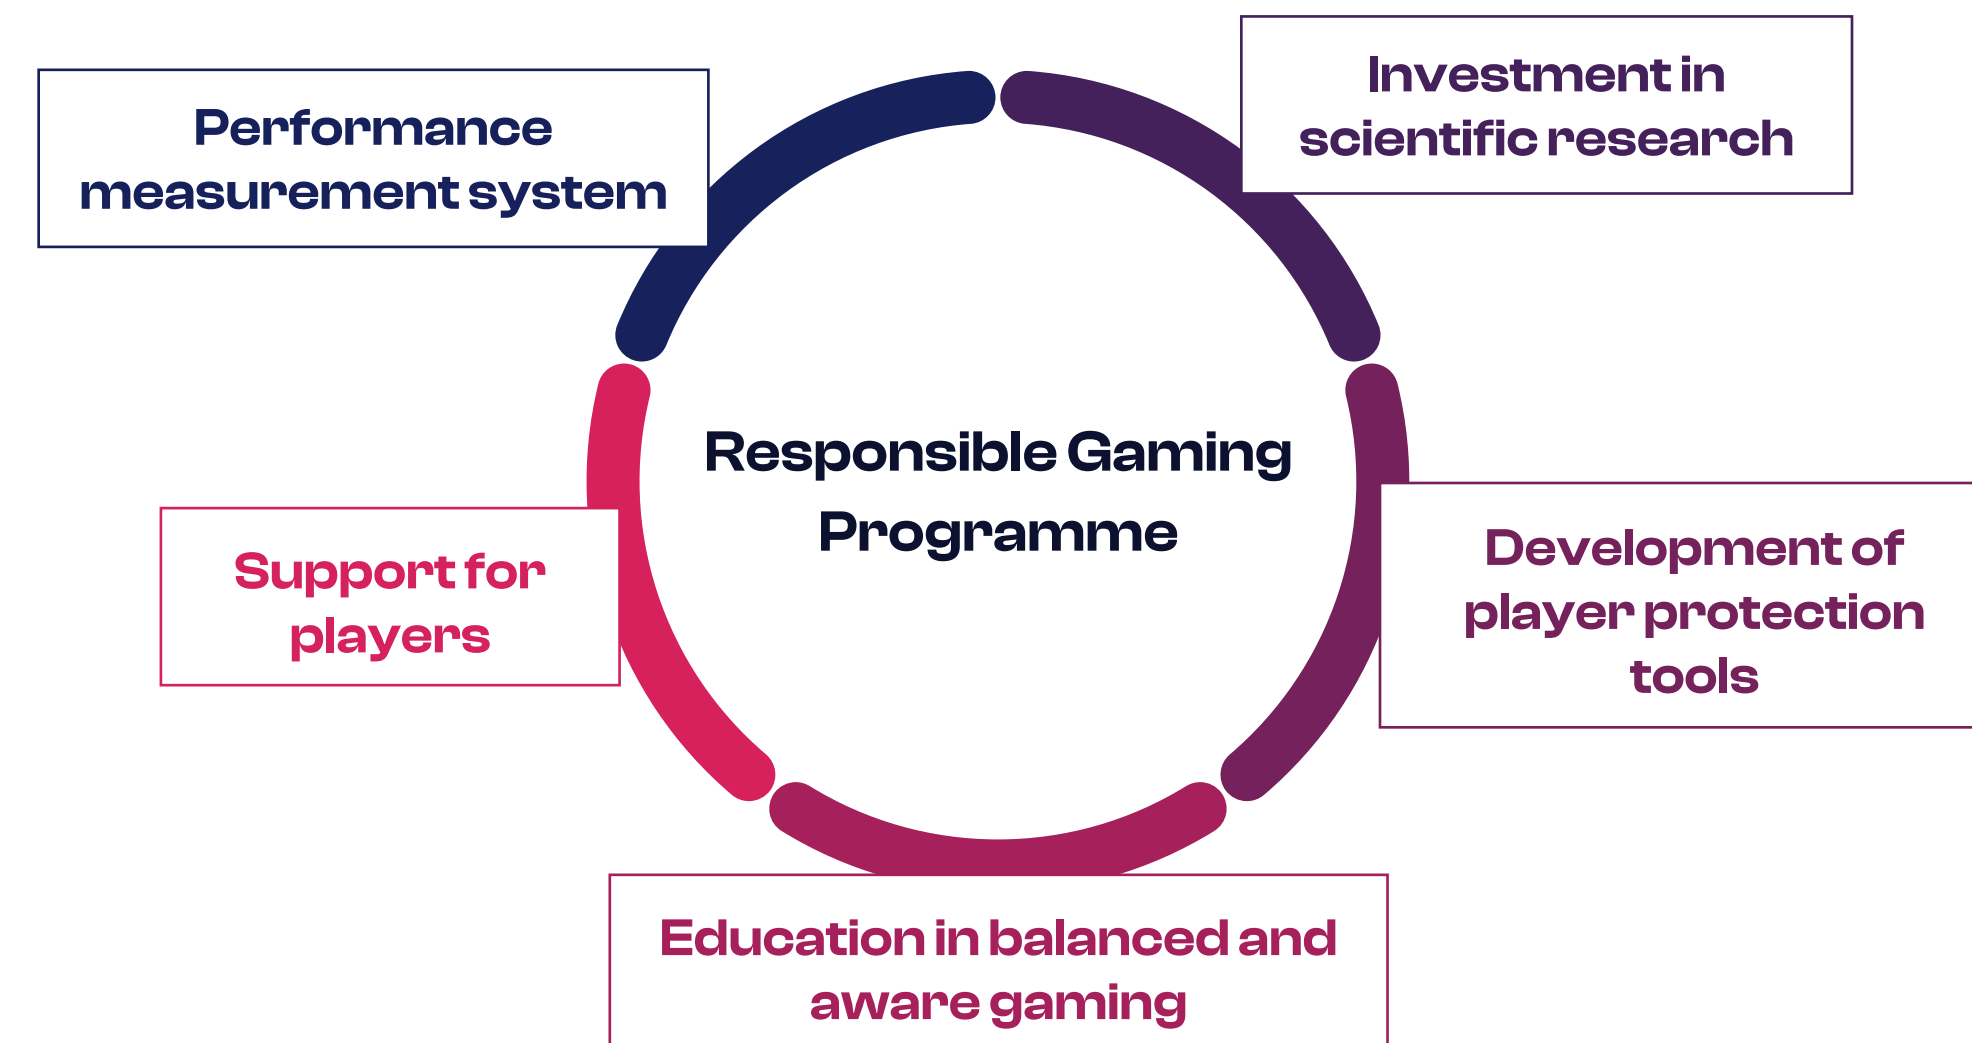 Performance
measurement system
Investment in
scientific research
Responsible Gaming
Programme
Support for
players
Development of
player protection
tools
Education in balanced and
aware gaming